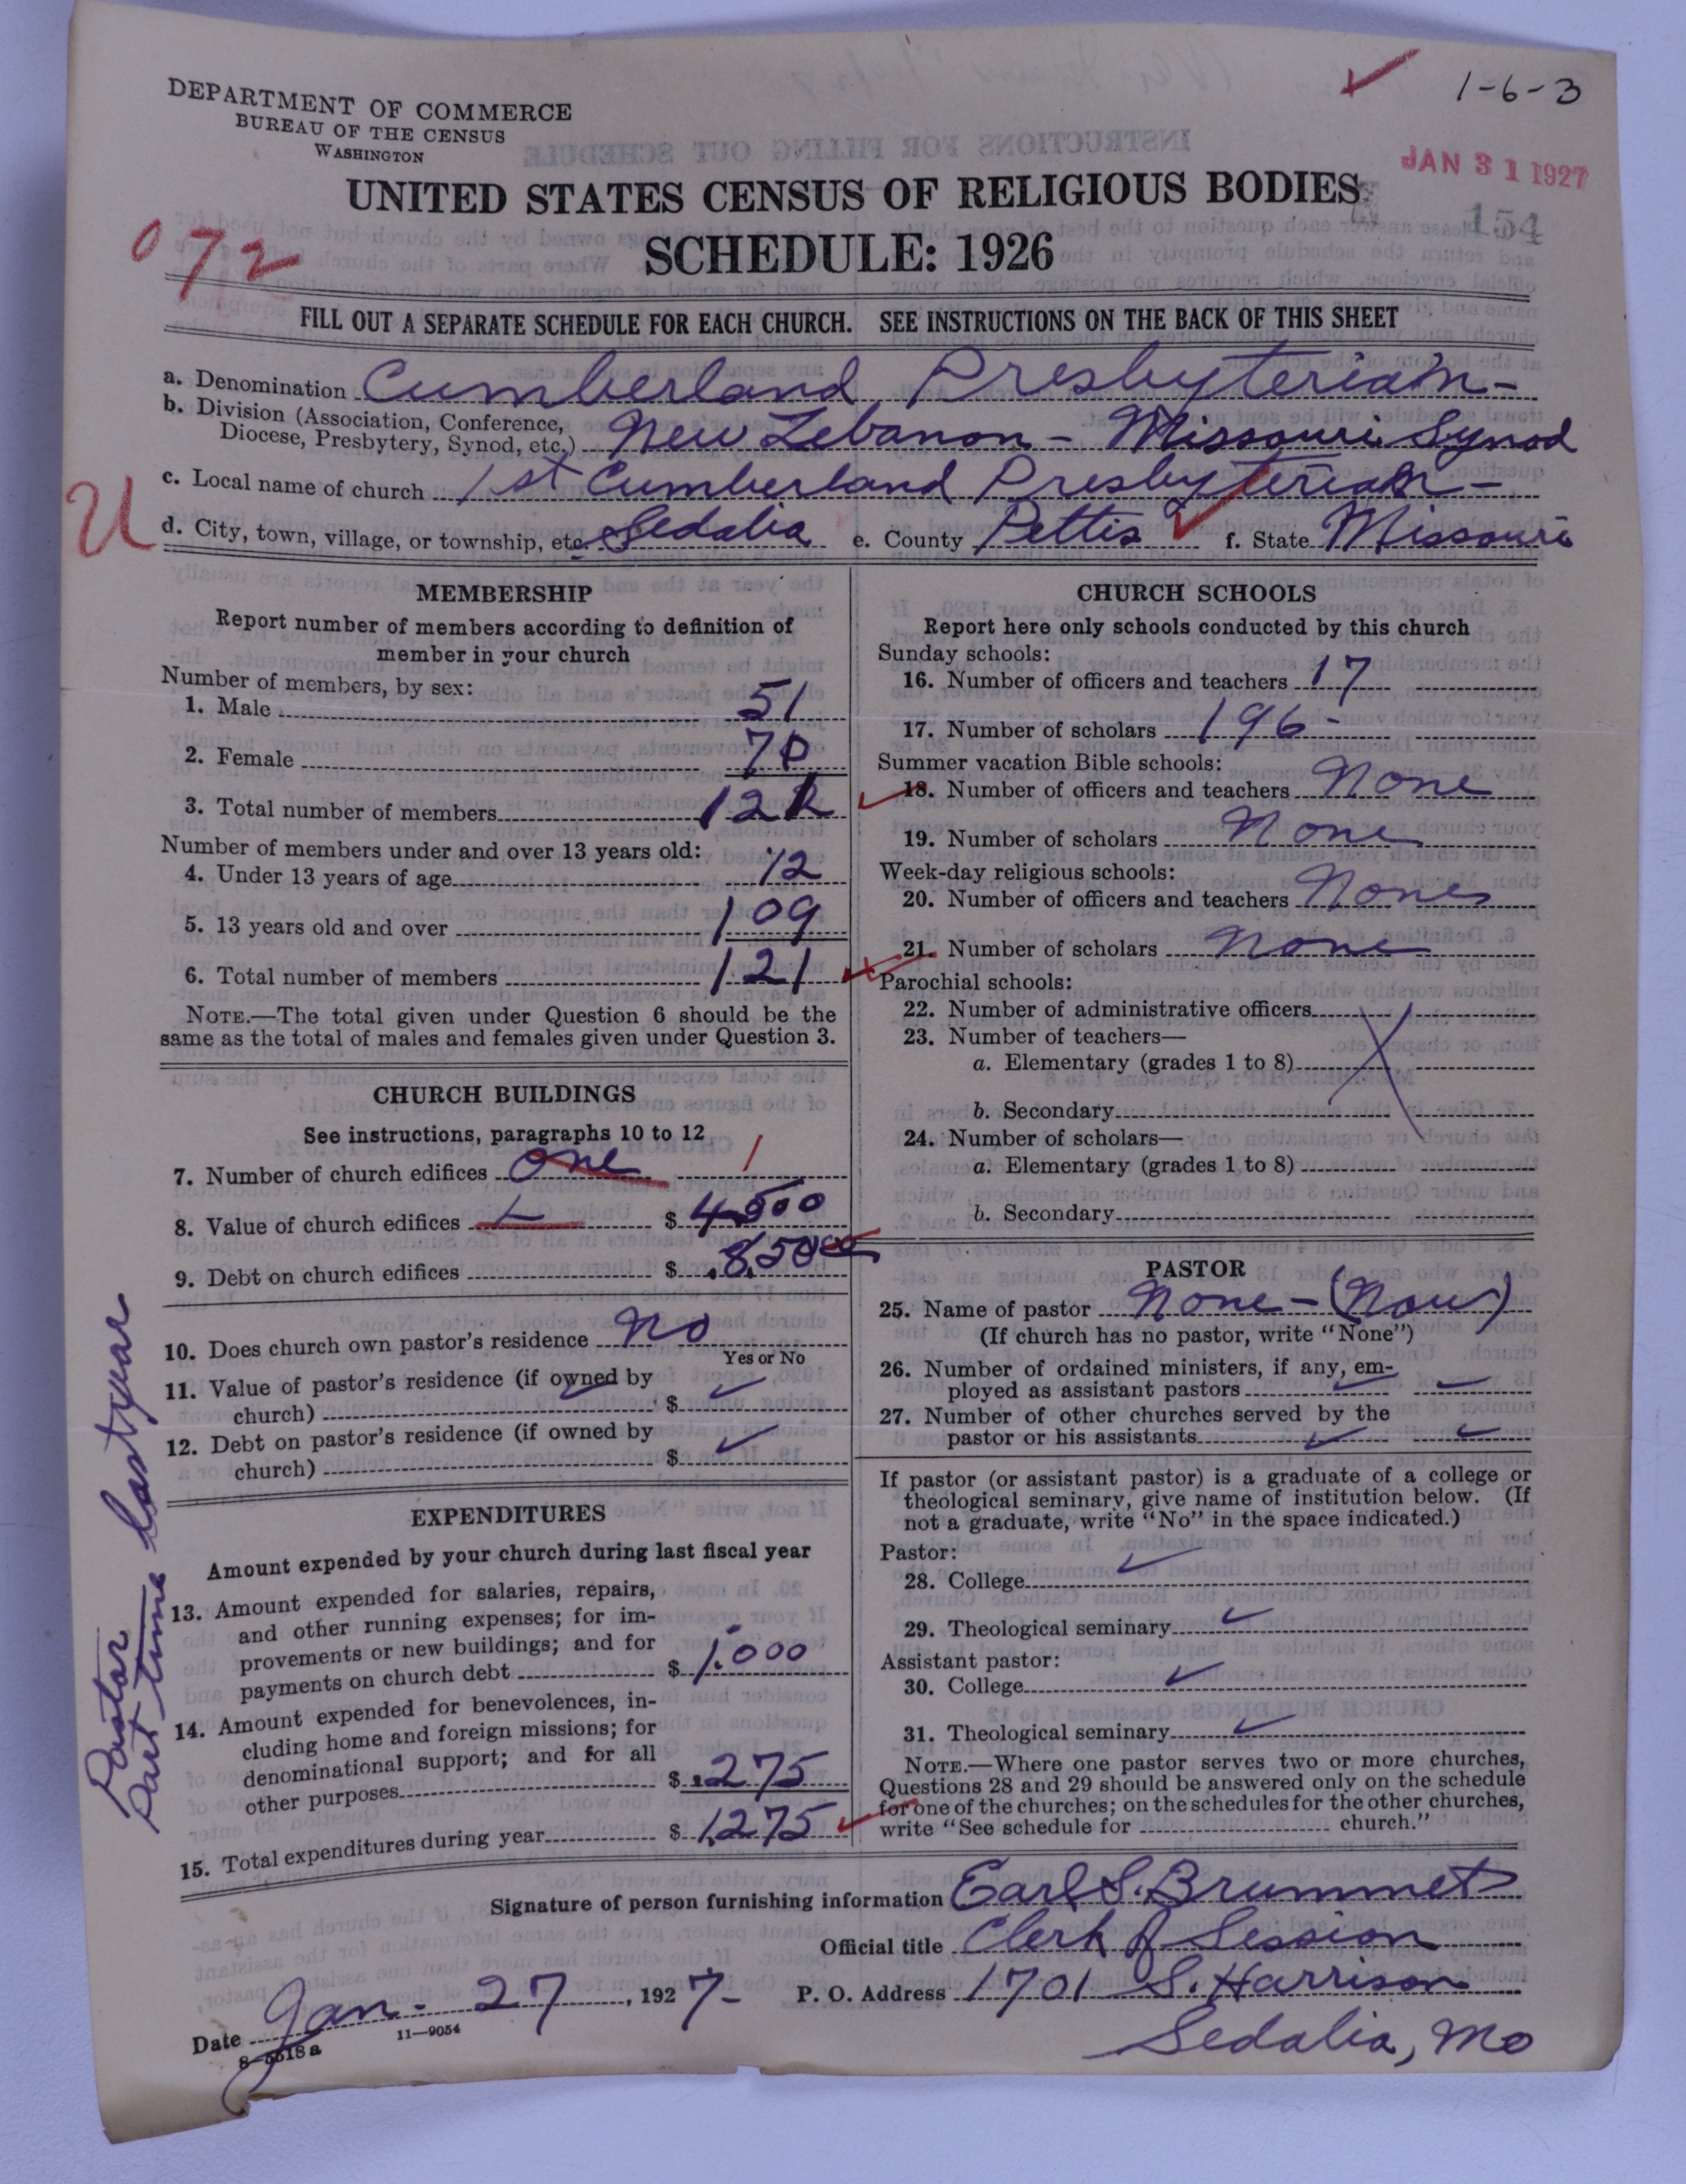 1-6-3
DEPARTMENT OF COMMERCE
BUREAU OF THE CENSUS
WASHINGTON
JAN 31 1927
154
UNITED STATES CENSUS OF RELIGIOUS BODIES
072
SCHEDULE: 1926
FILL OUT A SEPARATE SCHEDULE FOR EACH CHURCH. SEE INSTRUCTIONS ON THE BACK OF THIS SHEET
a. Denomination Cumberland Presbyterian-
b. Division (Association, Conference,
Diocese, Presbytery, Synod, etc.) New Lebanon - Missouri Synod
c. Local name of church 1st Cumberland Presbyterian-
U
d. City, town, village, or township, etc. Sedalia e. County Pettis f. State Missouri
MEMBERSHIP
Report number of members according to definition of
member in your church
Number of members, by sex:
1. Male 51
2. Female 70
3. Total number of members 121
Number of members under and over 13 years old:
4. Under 13 years of age 12
5. 13 years old and over 109
6. Total number of members 121
NOTE.—The total given under Question 6 should be the
same as the total of males and females given under Question 3.
CHURCH BUILDINGS
See instructions, paragraphs 10 to 12
7. Number of church edifices one 1
8. Value of church edifices $ 4500
9. Debt on church edifices $ 850
10. Does church own pastor's residence No
Yes or No
11. Value of pastor's residence (if owned by
church) $
12. Debt on pastor's residence (if owned by
church) $
EXPENDITURES
Amount expended by your church during last fiscal year
13. Amount expended for salaries, repairs,
and other running expenses; for im-
provements or new buildings; and for
payments on church debt $ 1.000
14. Amount expended for benevolences, in-
cluding home and foreign missions; for
denominational support; and for all
other purposes $ 275
15. Total expenditures during year $ 1275
Pastor
part time last year
CHURCH SCHOOLS
Report here only schools conducted by this church
Sunday schools:
16. Number of officers and teachers 17
17. Number of scholars 196-
Summer vacation Bible schools:
18. Number of officers and teachers None
19. Number of scholars None
Week-day religious schools:
20. Number of officers and teachers None
21. Number of scholars None
Parochial schools:
22. Number of administrative officers
23. Number of teachers—
a. Elementary (grades 1 to 8)
b. Secondary
24. Number of scholars—
a. Elementary (grades 1 to 8)
b. Secondary
PASTOR
25. Name of pastor None-(Now)
(If church has no pastor, write "None")
26. Number of ordained ministers, if any, em-
ployed as assistant pastors
27. Number of other churches served by the
pastor or his assistants
If pastor (or assistant pastor) is a graduate of a college or
theological seminary, give name of institution below. (If
not a graduate, write "No" in the space indicated.)
Pastor:
28. College
29. Theological seminary
Assistant pastor:
30. College
31. Theological seminary
NOTE.—Where one pastor serves two or more churches,
Questions 28 and 29 should be answered only on the schedule
for one of the churches; on the schedules for the other churches,
write "See schedule for church."
Signature of person furnishing information Earl S. Brummet
Official title Clerk of Session
Date Jan- 27, 1927- P. O. Address 1701 S. Harrison
Sedalia, Mo
8-5518a 11—9054